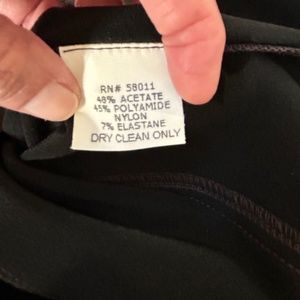 RN# 58011
48% ACETATE
45% POLYAMIDE
NYLON
7% ELASTANE
DRY CLEAN ONLY